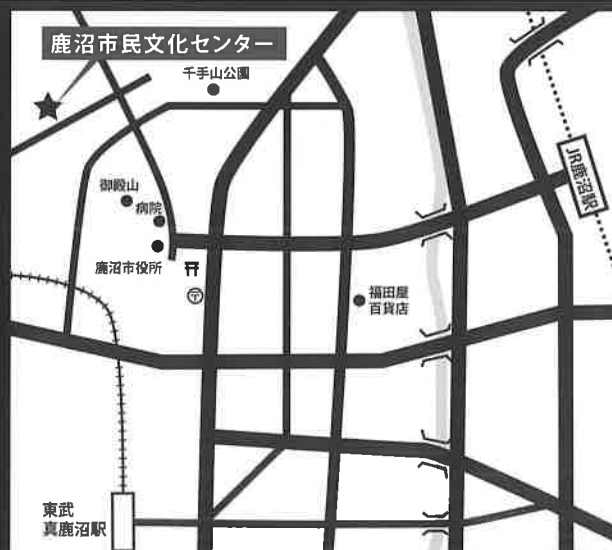 鹿沼市民文化センター
千手山公園
御殿山
病院
鹿沼市役所
〒
福田屋
百貨店
JR鹿沼駅
東武
真鹿沼駅